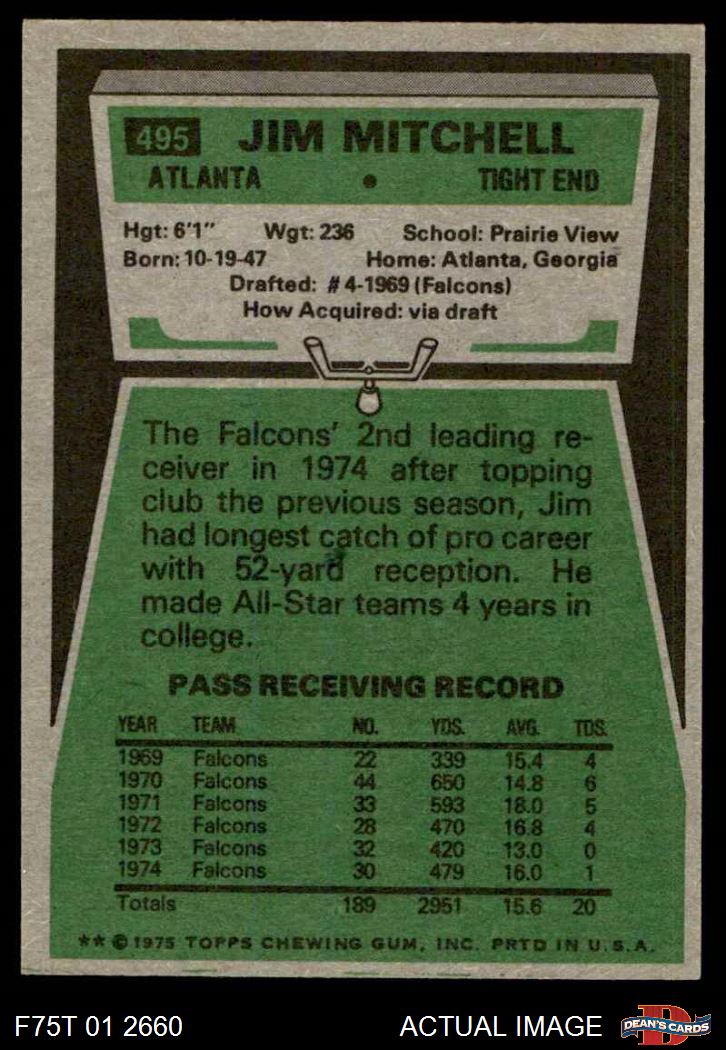 495 JIM MITCHELL
ATLANTA • TIGHT END
Hgt: 6'1" Wgt: 236 School: Prairie View
Born: 10-19-47 Home: Atlanta, Georgia
Drafted: #4-1969 (Falcons)
How Acquired: via draft
The Falcons' 2nd leading re-
ceiver in 1974 after topping
club the previous season, Jim
had longest catch of pro career
with 52-yard reception. He
made All-Star teams 4 years in
college.
PASS RECEIVING RECORD
YEAR TEAM NO. YDS. AVG. TDS.
1969 Falcons 22 339 15.4 4
1970 Falcons 44 650 14.8 6
1971 Falcons 33 593 18.0 5
1972 Falcons 28 470 16.8 4
1973 Falcons 32 420 13.0 0
1974 Falcons 30 479 16.0 1
Totals 189 2951 15.6 20
** © 1975 TOPPS CHEWING GUM, INC. PRTD IN U.S.A.
F75T 01 2660 ACTUAL IMAGE D DEAN'S CARDS